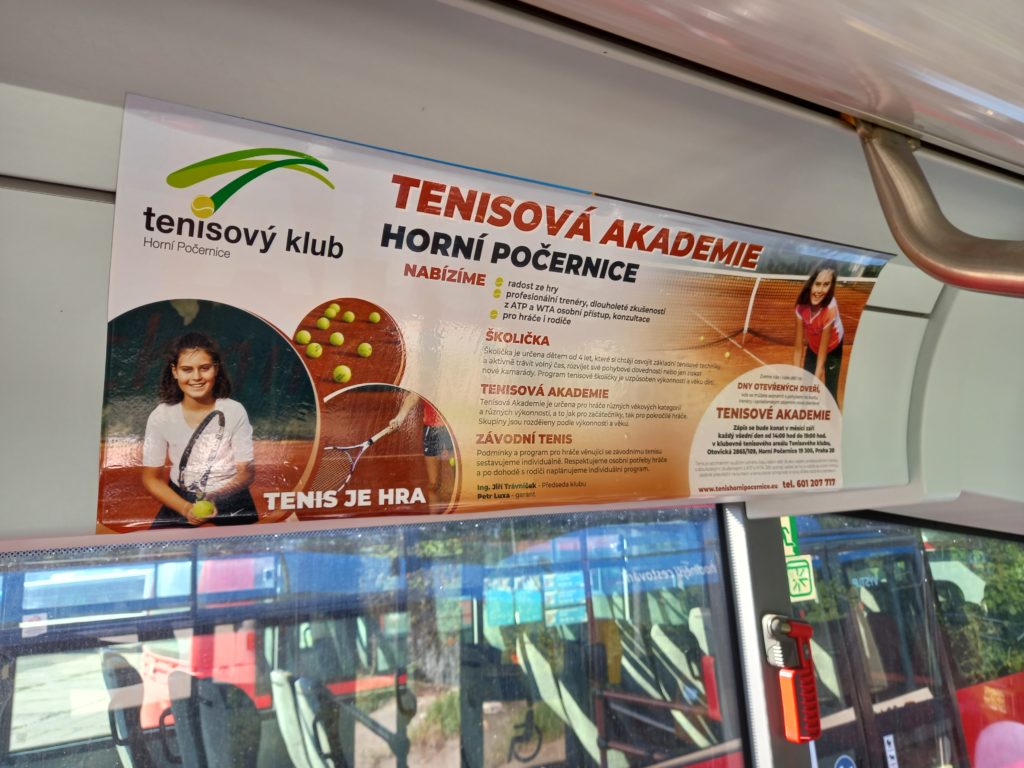 tenisový klub
Horní Počernice
TENISOVÁ AKADEMIE
HORNÍ POČERNICE
NABÍZÍME
radost ze hry
profesionální trenéry, dlouholeté zkušenosti
z ATP a WTA osobní přístup, konzultace
pro hráče i rodiče
ŠKOLIČKA
Školička je určena dětem od 4 let, které si chtějí osvojit základní tenisové techniky
a aktivně trávit volný čas, rozvíjet své pohybové dovednosti nebo jen získat
nové kamarády. Program tenisové školičky je uzpůsoben výkonnosti a věku dětí.
TENISOVÁ AKADEMIE
Tenisová Akademie je určena pro hráče různých věkových kategorií
a různých výkonností, a to jak pro začátečníky, tak pro pokročilé hráče.
Skupiny jsou rozděleny podle výkonnosti a věku.
ZÁVODNÍ TENIS
Podmínky a program pro hráče věnující se závodnímu tenisu
sestavujeme individuálně. Respektujeme osobní potřeby hráče
a po dohodě s rodiči naplánujeme individuální program.
Ing. Jiří Trávníček - Předseda klubu
Petr Luxa - garant
TENIS JE HRA
DNY OTEVŘENÝCH DVEŘÍ,
TENISOVÉ AKADEMIE
Zápis se bude konat v měsíci září
každý všední den od 14:00 hod do 19:00 hod.
v klubovně tenisového areálu Tenisového klubu,
Otovická 2865/109, Horní Počernice 19 300, Praha 20
www.tenishornipocernice.eu tel. 601 207 717